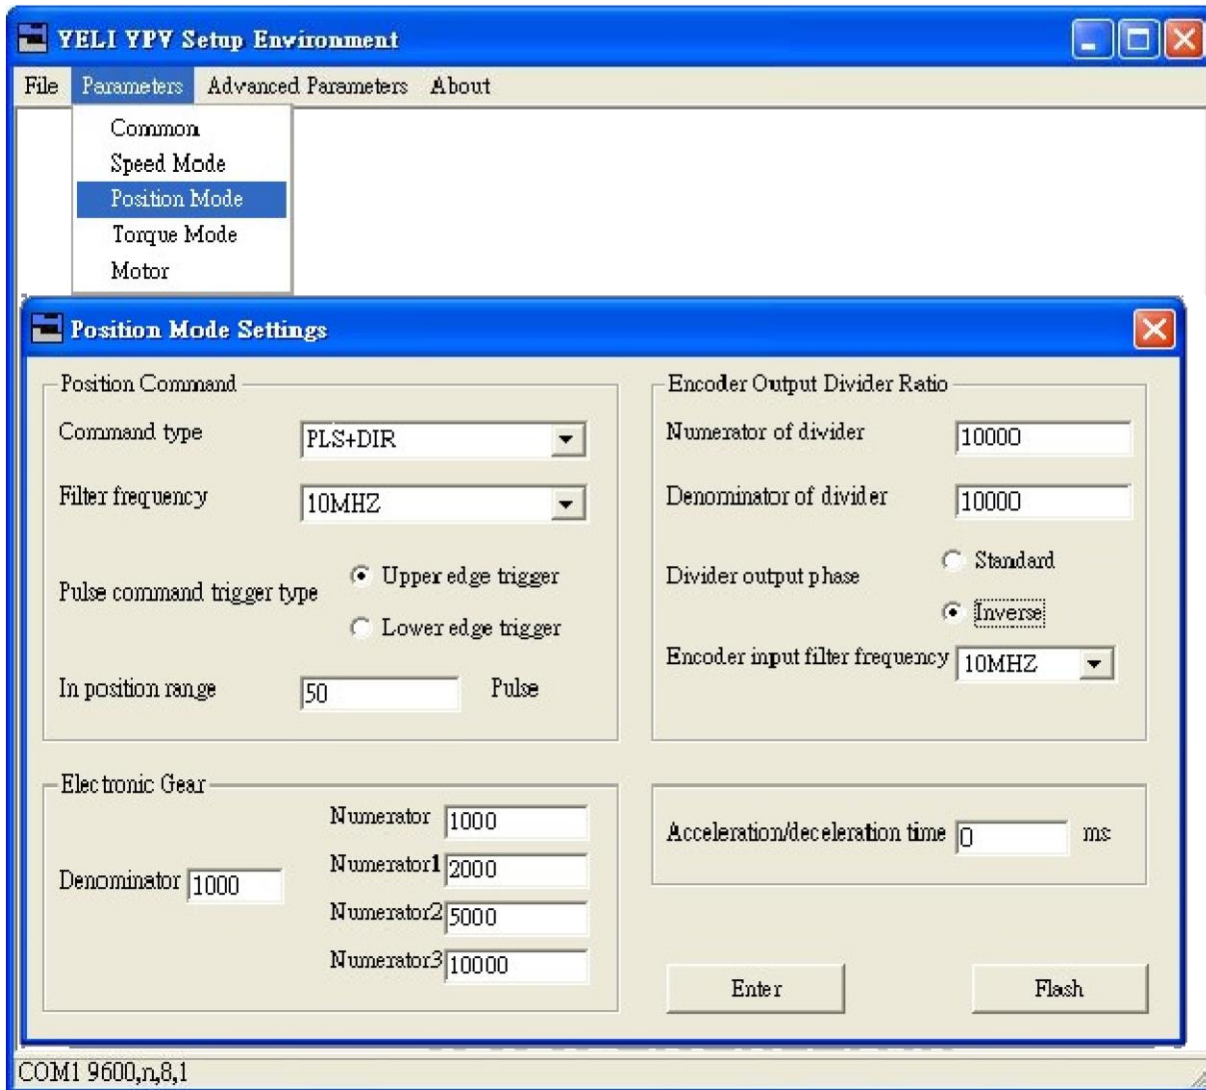 YELI YPV Setup Environment
File Parameters Advanced Parameters About
Common
Speed Mode
Position Mode
Torque Mode
Motor
Position Mode Settings
Position Command
Command type PLS+DIR
Filter frequency 10MHZ
Pulse command trigger type
Upper edge trigger
Lower edge trigger
In position range 50 Pulse
Encoder Output Divider Ratio
Numerator of divider 10000
Denominator of divider 10000
Divider output phase
Standard
Inverse
Encoder input filter frequency 10MHZ
Electronic Gear
Denominator 1000
Numerator 1000
Numerator1 2000
Numerator2 5000
Numerator3 10000
Acceleration/deceleration time 0 ms
Enter Flash
COM1 9600,n,8,1